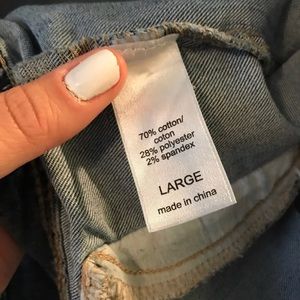 70% cotton/
coton
28% polyester
2% spandex
LARGE
made in china